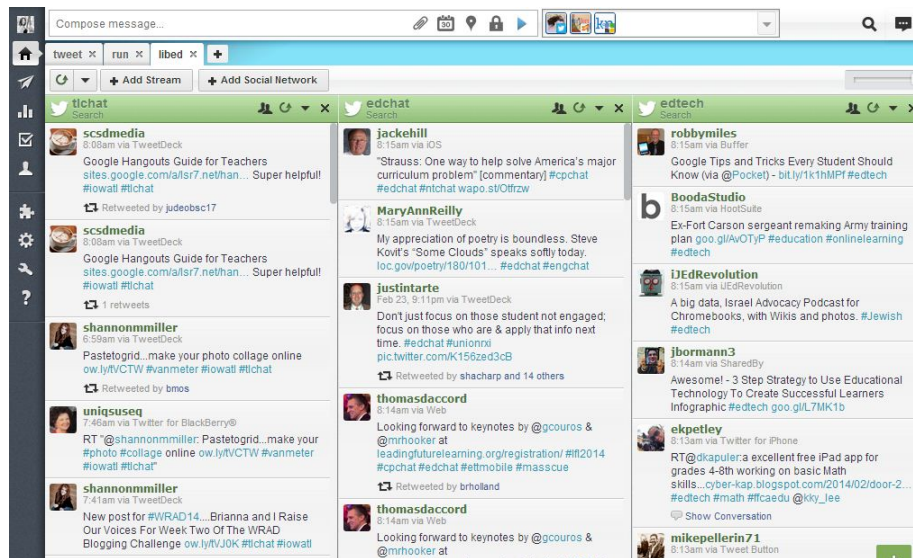 Compose message...
30
tweet ×
run ×
libed ×
+
+ Add Stream
+ Add Social Network
tlchat
Search
scsdmedia
8:08am via TweetDeck
Google Hangouts Guide for Teachers
sites.google.com/a/lsr7.net/han… Super helpful!
#iowatl #tlchat
Retweeted by judeobsc17
scsdmedia
8:08am via TweetDeck
Google Hangouts Guide for Teachers
sites.google.com/a/lsr7.net/han… Super helpful!
#iowatl #tlchat
1 retweets
shannonmmiller
6:59am via TweetDeck
Pastetogrid...make your photo collage online
ow.ly/tVCTW #vanmeter #iowatl #tlchat
Retweeted by bmos
uniqsuseq
7:46am via Twitter for BlackBerry®
RT "@shannonmmiller: Pastetogrid...make your
#photo #collage online ow.ly/tVCTW #vanmeter
#iowatl #tlchat"
shannonmmiller
7:41am via TweetDeck
New post for #WRAD14....Brianna and I Raise
Our Voices For Week Two Of The WRAD
Blogging Challenge ow.ly/tVJ0K #tlchat #iowatl
edchat
Search
jackehill
8:15am via iOS
"Strauss: One way to help solve America's major
curriculum problem" [commentary] #cpchat
#edchat #ntchat wapo.st/Otfrzw
MaryAnnReilly
8:15am via TweetDeck
My appreciation of poetry is boundless. Steve
Kovit's "Some Clouds" speaks softly today.
loc.gov/poetry/180/101… #edchat #engchat
justintarte
Feb 23, 9:11pm via TweetDeck
Don't just focus on those student not engaged;
focus on those who are & apply that info next
time. #edchat #unionrxi
pic.twitter.com/K156zed3cB
Retweeted by shacharp and 14 others
thomasdaccord
8:14am via Web
Looking forward to keynotes by @gcouros &
@mrhooker at
leadingfuturelearning.org/registration/ #lfl2014
#cpchat #edchat #ettmobile #masscue
Retweeted by brholland
thomasdaccord
8:14am via Web
Looking forward to keynotes by @gcouros &
@mrhooker at
edtech
Search
robbymiles
8:15am via Buffer
Google Tips and Tricks Every Student Should
Know (via @Pocket) - bit.ly/1k1hMPf #edtech
b
BoodaStudio
8:15am via HootSuite
Ex-Fort Carson sergeant remaking Army training
plan goo.gl/AvOTyP #education #onlinelearning
#edtech
iJEdRevolution
8:15am via iJEdRevolution
A big data, Israel Advocacy Podcast for
Chromebooks, with Wikis and photos. #Jewish
#edtech
jbormann3
8:14am via SharedBy
Awesome! - 3 Step Strategy to Use Educational
Technology To Create Successful Learners
Infographic #edtech goo.gl/L7MK1b
ekpetley
8:13am via Twitter for iPhone
RT@dkapuler:a excellent free iPad app for
grades 4-8th working on basic Math
skills...cyber-kap.blogspot.com/2014/02/door-2…
#edtech #math #ffcaedu @kky_lee
Show Conversation
mikepellerin71
8:13am via Tweet Button